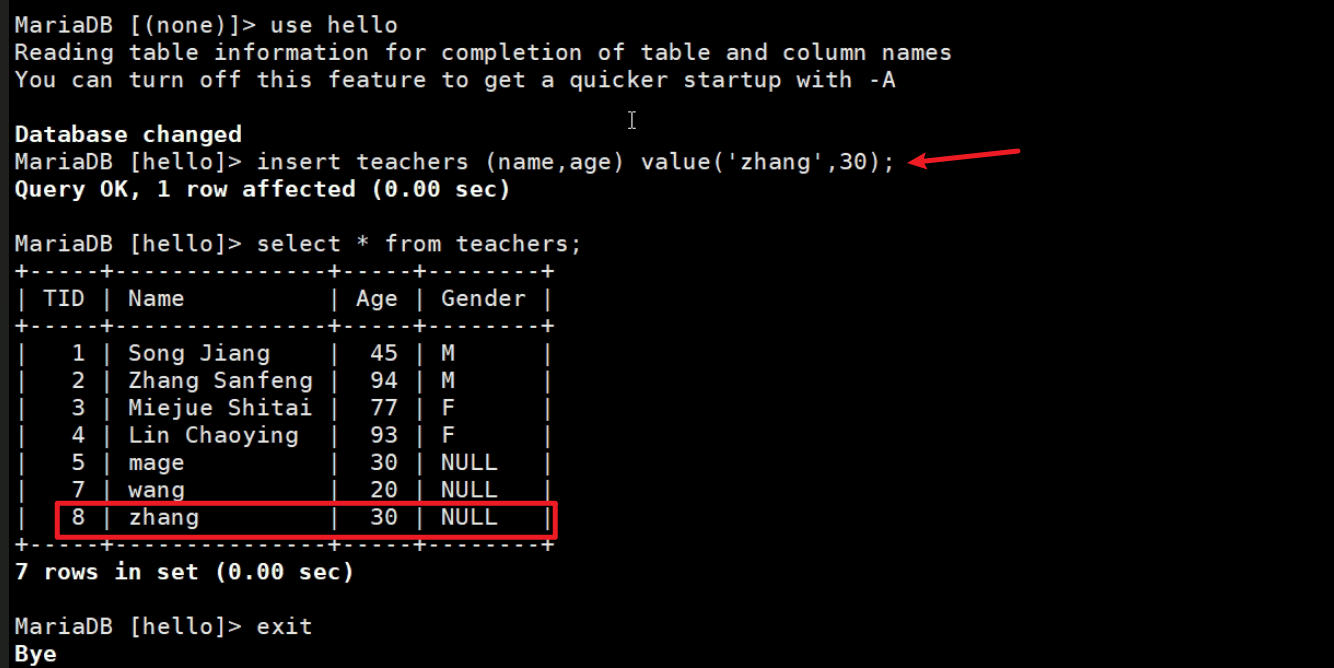 MariaDB [(none)]> use hello
Reading table information for completion of table and column names
You can turn off this feature to get a quicker startup with -A
Database changed
MariaDB [hello]> insert teachers (name,age) value('zhang',30);
Query OK, 1 row affected (0.00 sec)
MariaDB [hello]> select * from teachers;
+-----+---------------+-----+--------+
| TID | Name          | Age | Gender |
+-----+---------------+-----+--------+
|   1 | Song Jiang    |  45 | M      |
|   2 | Zhang Sanfeng |  94 | M      |
|   3 | Miejue Shitai |  77 | F      |
|   4 | Lin Chaoying  |  93 | F      |
|   5 | mage          |  30 | NULL   |
|   7 | wang          |  20 | NULL   |
|   8 | zhang         |  30 | NULL   |
+-----+---------------+-----+--------+
7 rows in set (0.00 sec)
MariaDB [hello]> exit
Bye